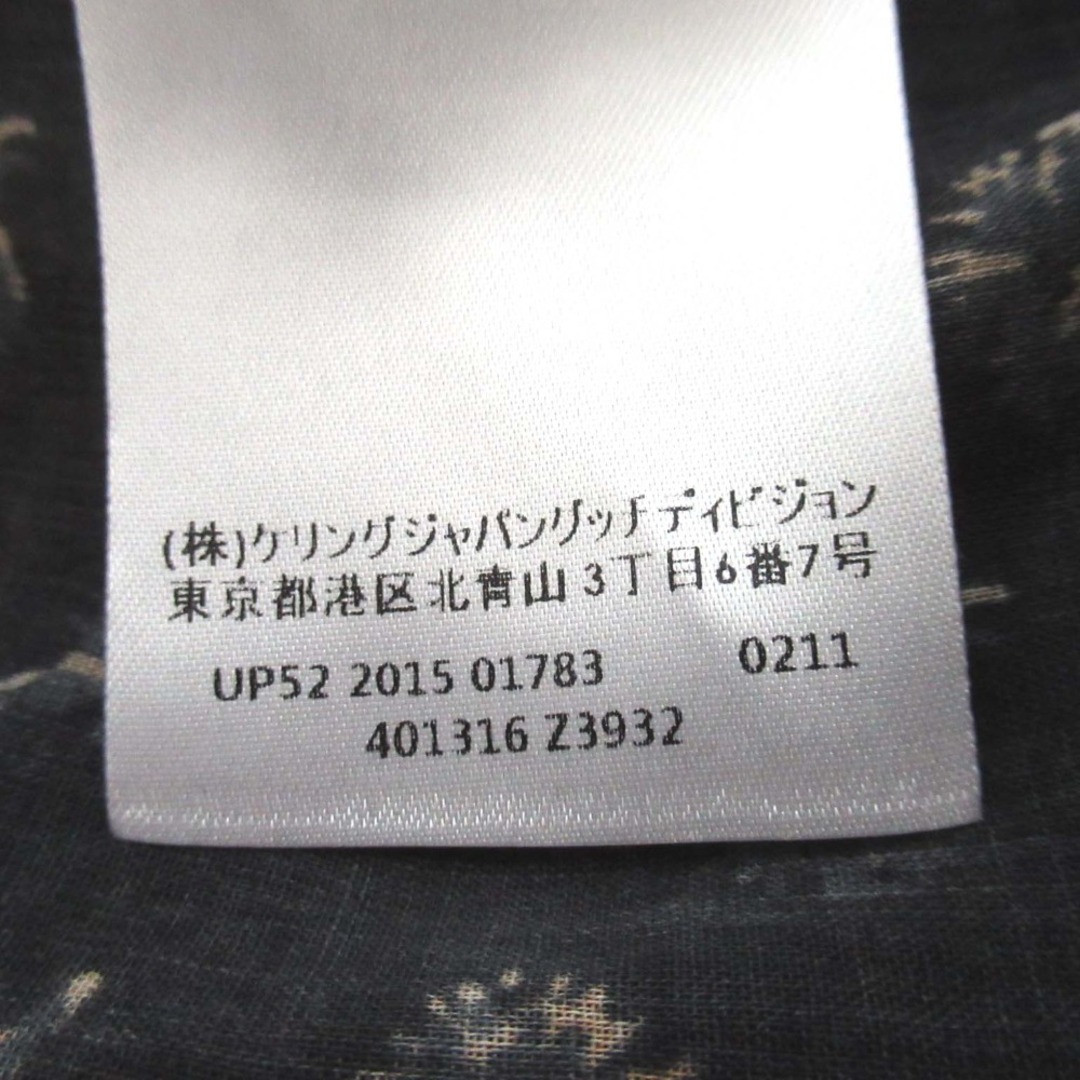 (株)ケリングジャパングッチディビジョン
東京都港区北青山3丁目6番7号
UP52 2015 01783 0211
401316 Z3932